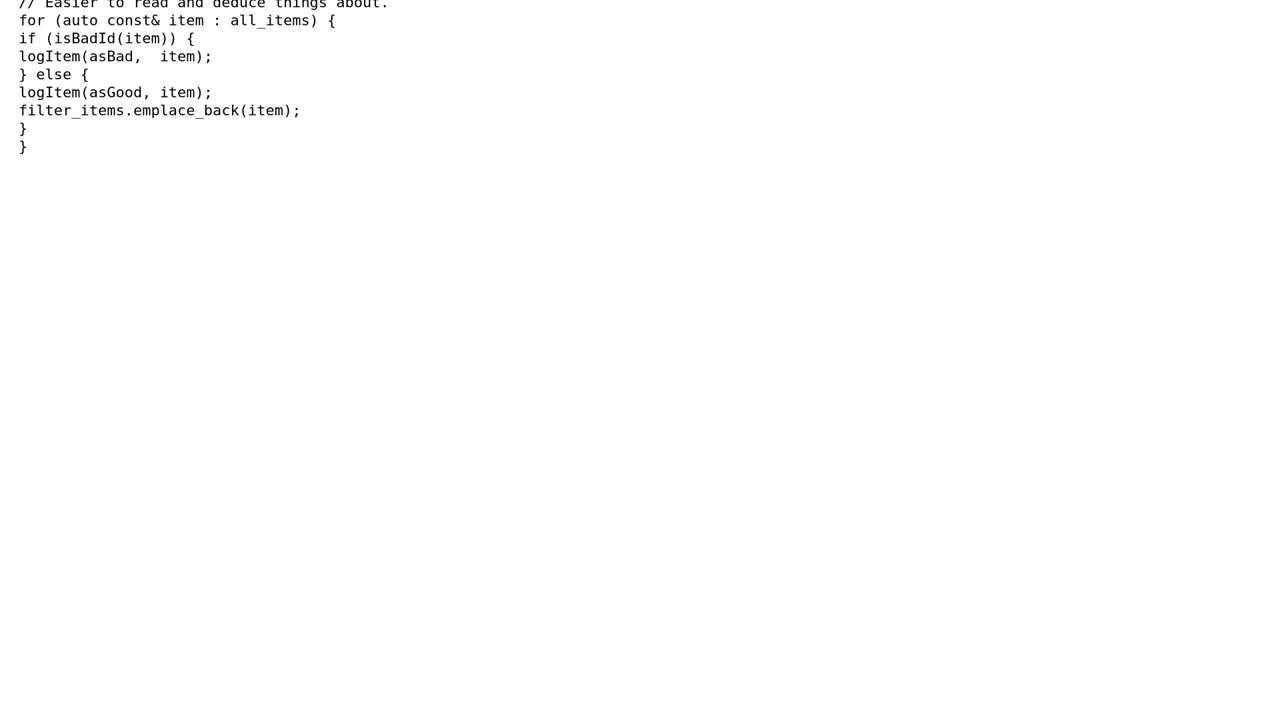 // Easier to read and deduce things about.
for (auto const& item : all_items) {
if (isBadId(item)) {
logItem(asBad,  item);
} else {
logItem(asGood, item);
filter_items.emplace_back(item);
}
}